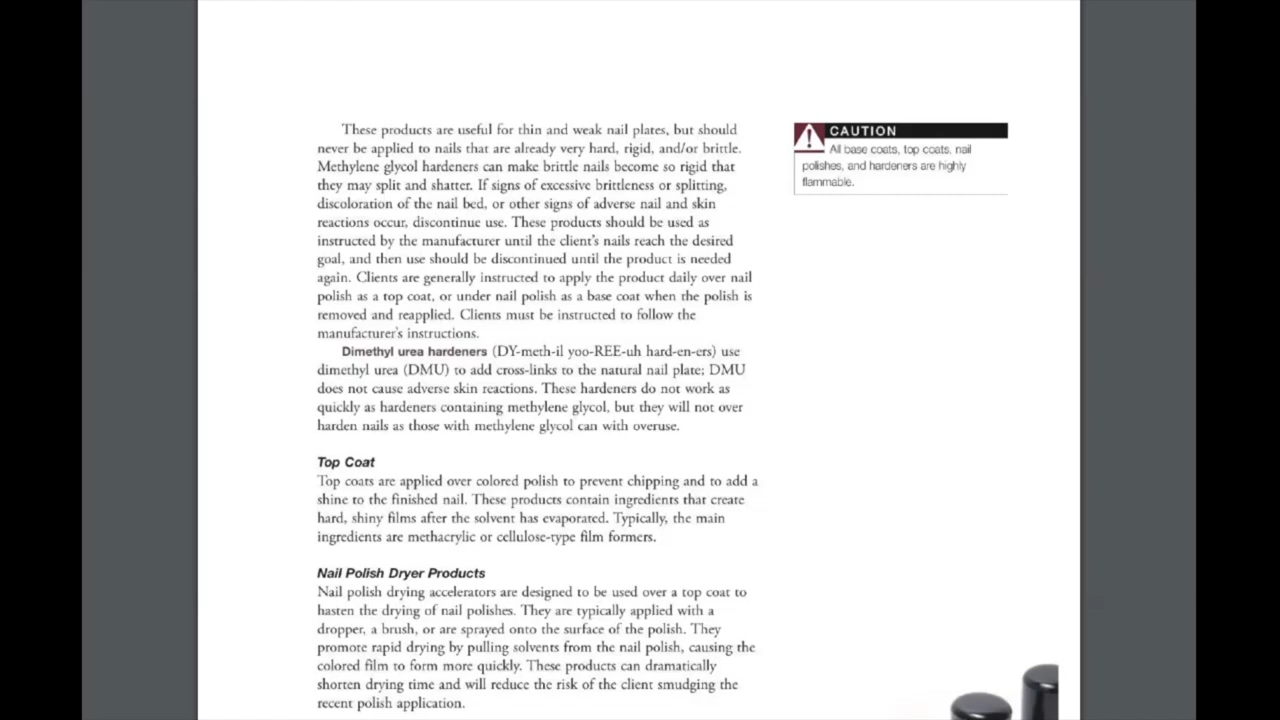 These products are useful for thin and weak nail plates, but should
never be applied to nails that are already very hard, rigid, and/or brittle.
Methylene glycol hardeners can make brittle nails become so rigid that
they may split and shatter. If signs of excessive brittleness or splitting,
discoloration of the nail bed, or other signs of adverse nail and skin
reactions occur, discontinue use. These products should be used as
instructed by the manufacturer until the client's nails reach the desired
goal, and then use should be discontinued until the product is needed
again. Clients are generally instructed to apply the product daily over nail
polish as a top coat, or under nail polish as a base coat when the polish is
removed and reapplied. Clients must be instructed to follow the
manufacturer's instructions.
Dimethyl urea hardeners (DY-meth-il yoo-REE-uh hard-en-ers) use
dimethyl urea (DMU) to add cross-links to the natural nail plate; DMU
does not cause adverse skin reactions. These hardeners do not work as
quickly as hardeners containing methylene glycol, but they will not over
harden nails as those with methylene glycol can with overuse.
Top Coat
Top coats are applied over colored polish to prevent chipping and to add a
shine to the finished nail. These products contain ingredients that create
hard, shiny films after the solvent has evaporated. Typically, the main
ingredients are methacrylic or cellulose-type film formers.
Nail Polish Dryer Products
Nail polish drying accelerators are designed to be used over a top coat to
hasten the drying of nail polishes. They are typically applied with a
dropper, a brush, or are sprayed onto the surface of the polish. They
promote rapid drying by pulling solvents from the nail polish, causing the
colored film to form more quickly. These products can dramatically
shorten drying time and will reduce the risk of the client smudging the
recent polish application.
CAUTION
All base coats, top coats, nail
polishes, and hardeners are highly
flammable.